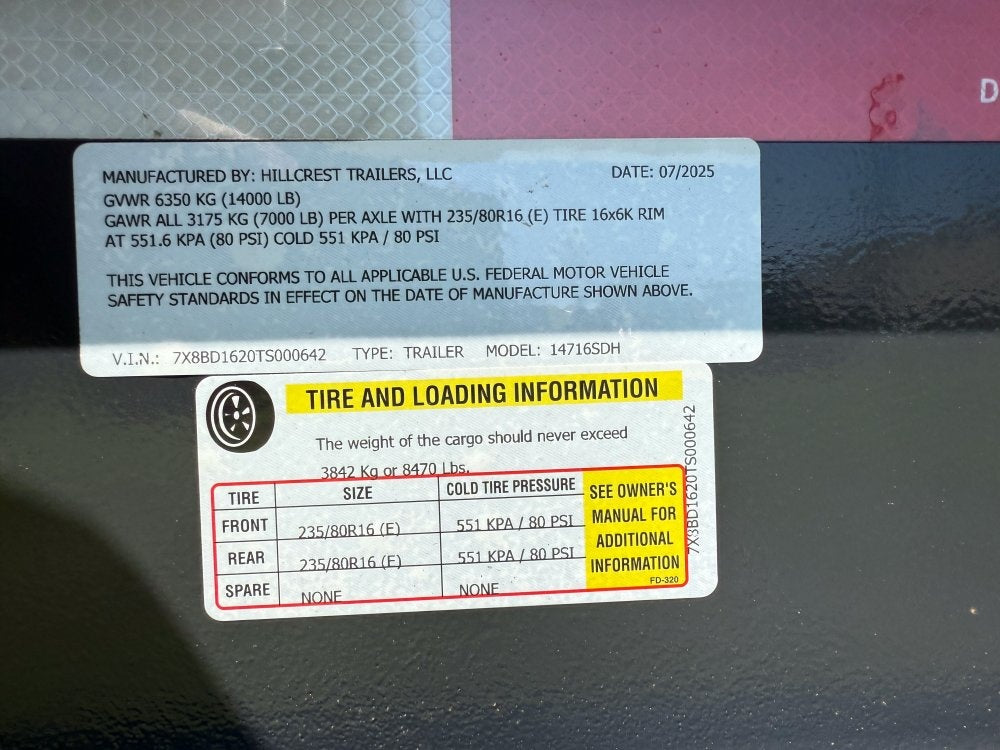 D
MANUFACTURED BY: HILLCREST TRAILERS, LLC DATE: 07/2025
GVWR 6350 KG (14000 LB)
GAWR ALL 3175 KG (7000 LB) PER AXLE WITH 235/80R16 (E) TIRE 16x6K RIM
AT 551.6 KPA (80 PSI) COLD 551 KPA / 80 PSI
THIS VEHICLE CONFORMS TO ALL APPLICABLE U.S. FEDERAL MOTOR VEHICLE
SAFETY STANDARDS IN EFFECT ON THE DATE OF MANUFACTURE SHOWN ABOVE.
V.I.N.: 7X8BD1620TS000642 TYPE: TRAILER MODEL: 14716SDH
TIRE AND LOADING INFORMATION
The weight of the cargo should never exceed
3842 Kg or 8470 Lbs.
TIRE SIZE COLD TIRE PRESSURE
FRONT 235/80R16 (E) 551 KPA / 80 PSI
REAR 235/80R16 (E) 551 KPA / 80 PSI
SPARE NONE NONE
SEE OWNER'S
MANUAL FOR
ADDITIONAL
INFORMATION
FD-320
7X8BD1620TS000642